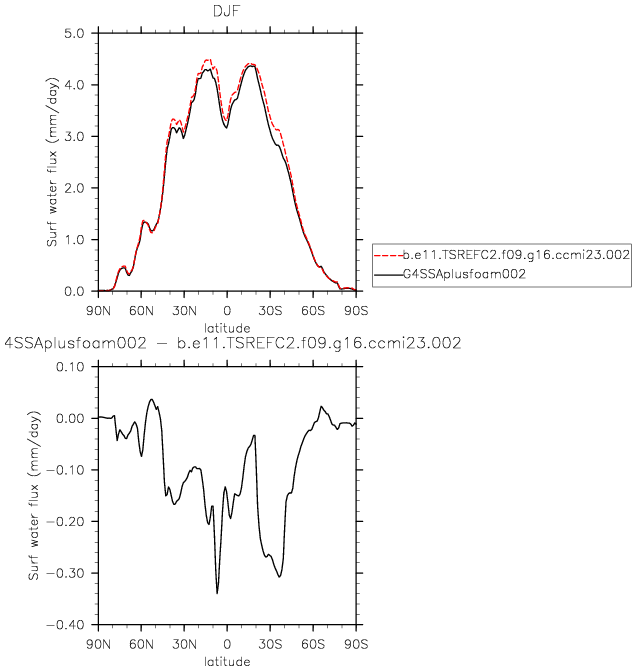 DJF
5.0
4.0
3.0
2.0
1.0
0.0
Surf water flux (mm/day)
90N 60N 30N 0 30S 60S 90S
latitude
b.e11.TSREFC2.f09.g16.ccmi23.002
G4SSAplusfoam002
4SSAplusfoam002 − b.e11.TSREFC2.f09.g16.ccmi23.002
0.10
0.00
−0.10
−0.20
−0.30
−0.40
Surf water flux (mm/day)
90N 60N 30N 0 30S 60S 90S
latitude